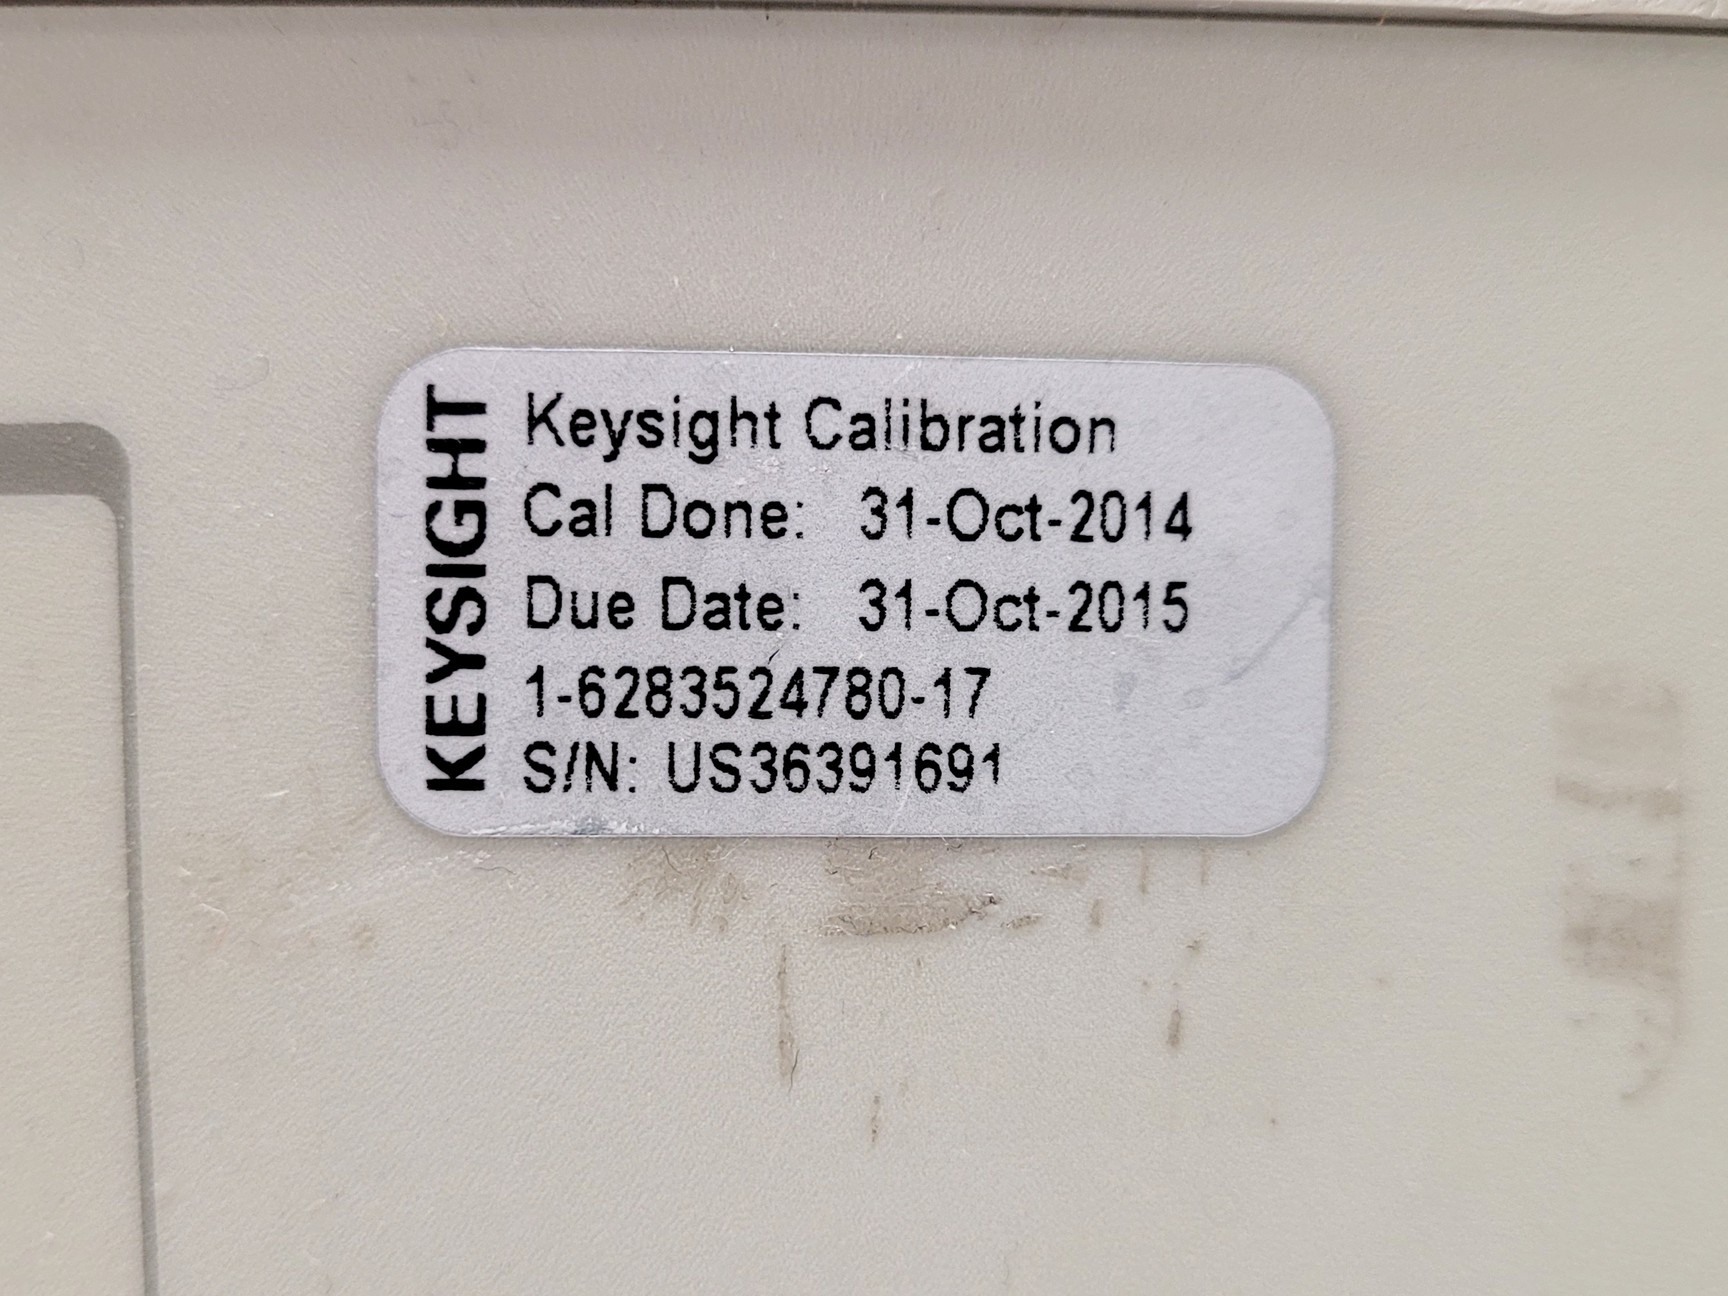 KEYSIGHT
Keysight Calibration
Cal Done: 31-Oct-2014
Due Date: 31-Oct-2015
1-6283524780-17
S/N: US36391691